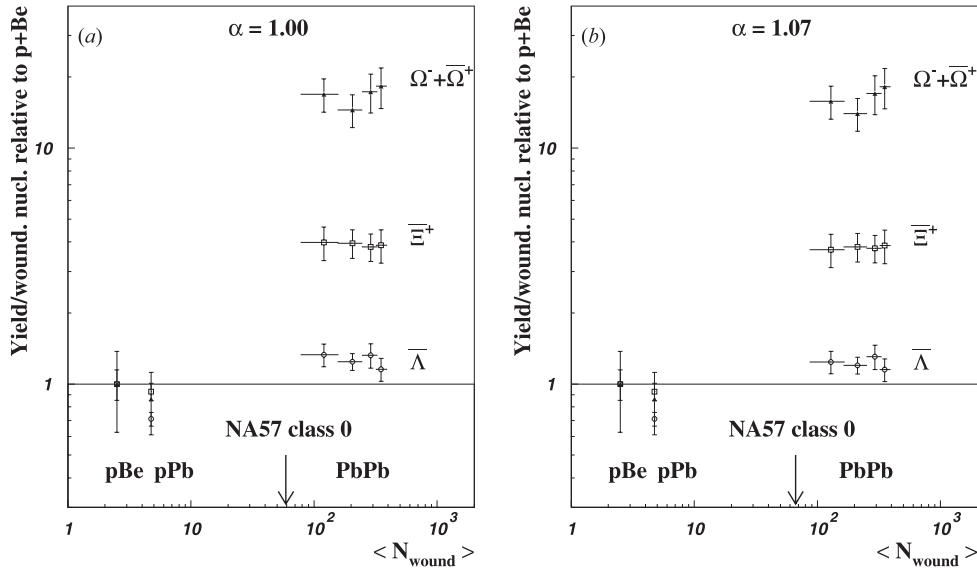 Yield/wound. nucl. relative to p+Be
(a)
α = 1.00
Ω⁻+Ω̅⁺
10
Ξ̅⁺
Λ̅
1
NA57 class 0
pBe pPb PbPb
1 10 10² 10³
< N_wound >
Yield/wound. nucl. relative to p+Be
(b)
α = 1.07
Ω⁻+Ω̅⁺
10
Ξ̅⁺
Λ̅
1
NA57 class 0
pBe pPb PbPb
1 10 10² 10³
< N_wound >